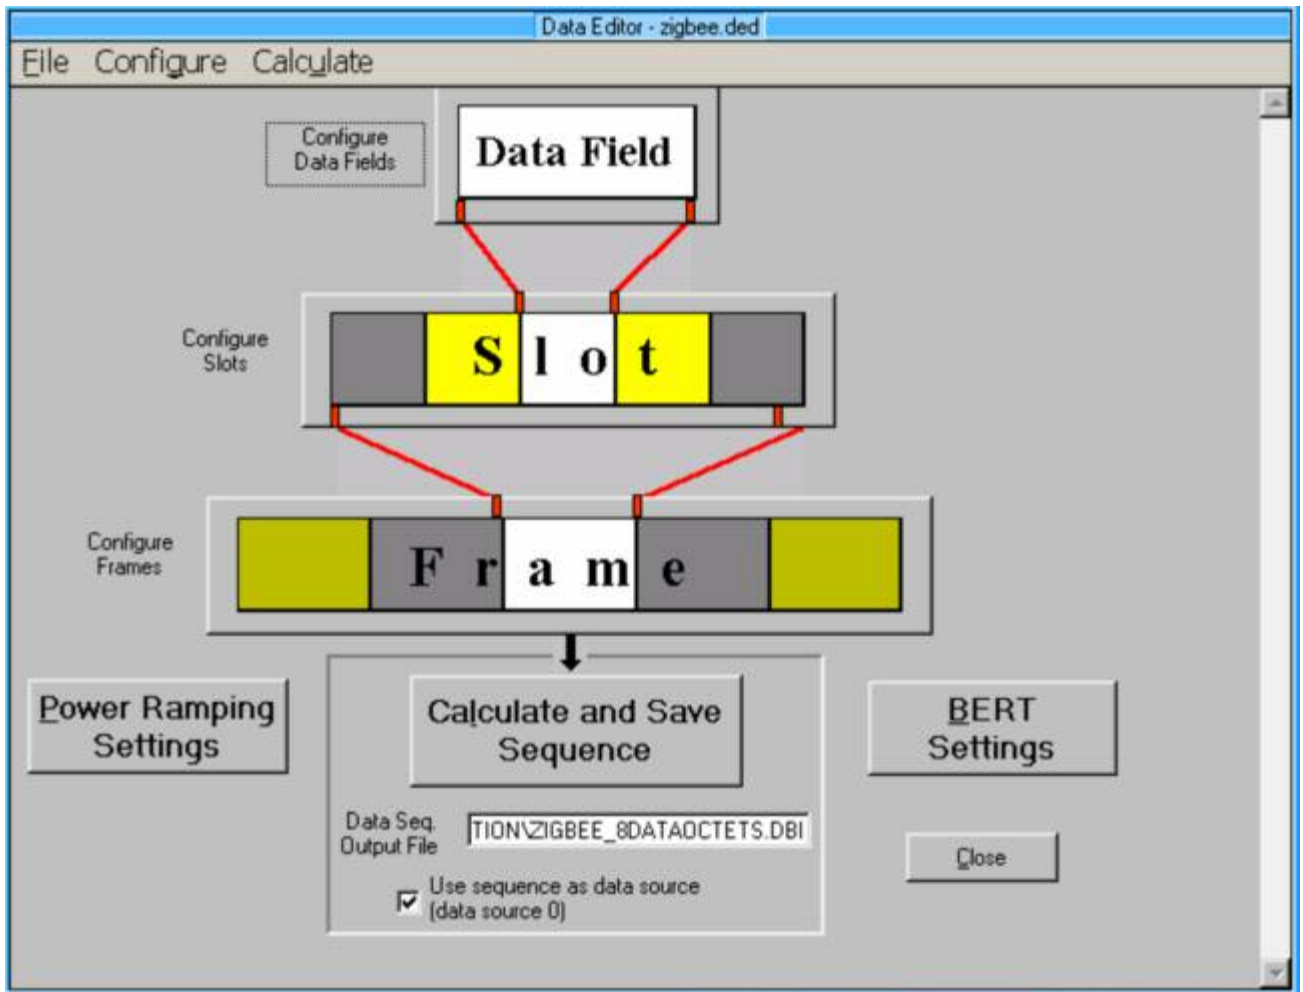 Data Editor - zigbee.ded
File Configure Calculate
Configure
Data Fields
Data Field
Configure
Slots
Slot
Configure
Frames
Frame
Power Ramping
Settings
Calculate and Save
Sequence
BERT
Settings
Data Seq.
Output File
TION\ZIGBEE_8DATAOCTETS.DBI
Close
Use sequence as data source
(data source 0)